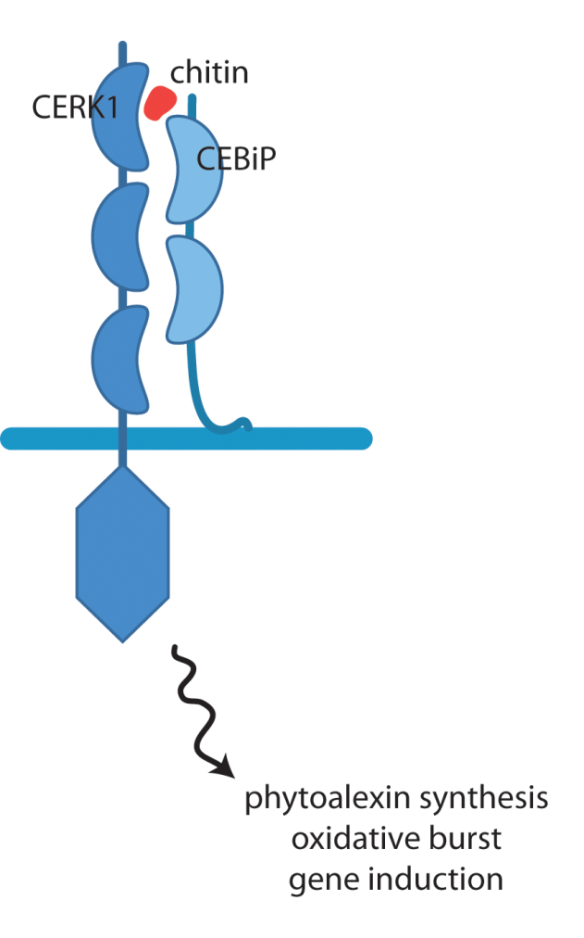 chitin
CERK1
CEBiP
phytoalexin synthesis
oxidative burst
gene induction